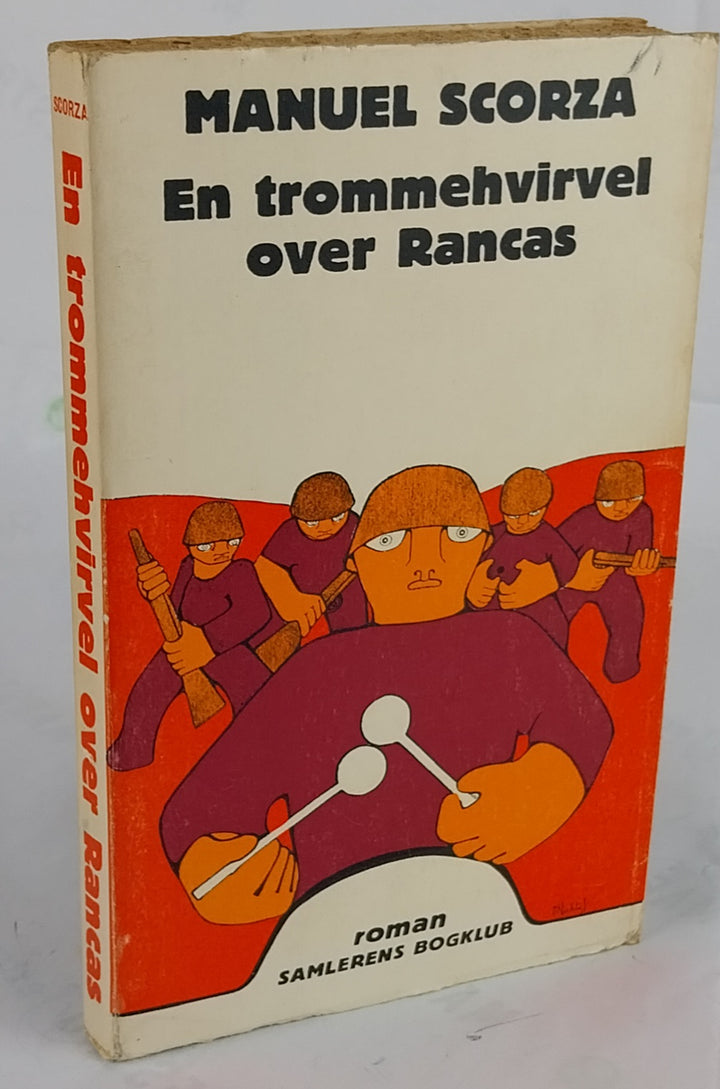 MANUEL SCORZA
En trommehvirvel
over Rancas
roman
SAMLERENS BOGKLUB
SCORZA
En trommehvirvel over Rancas